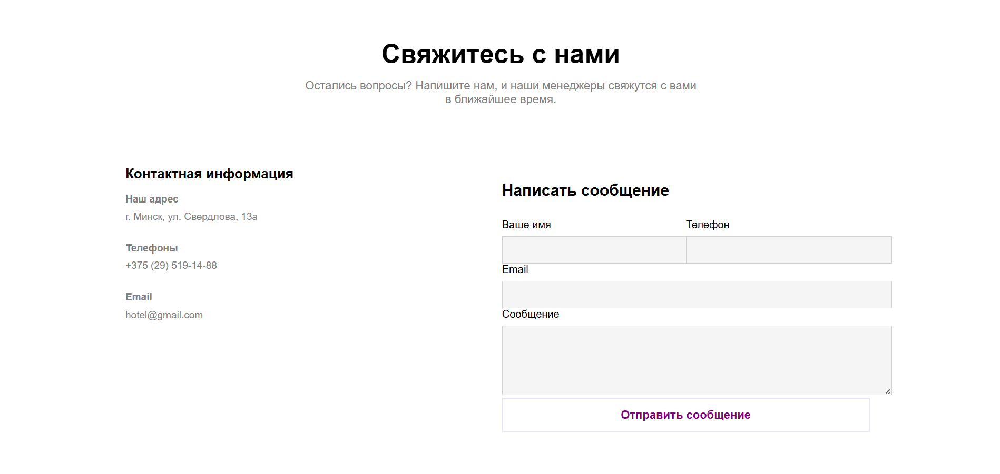 Свяжитесь с нами
Остались вопросы? Напишите нам, и наши менеджеры свяжутся с вами
в ближайшее время.
Контактная информация
Наш адрес
г. Минск, ул. Свердлова, 13а
Телефоны
+375 (29) 519-14-88
Email
hotel@gmail.com
Написать сообщение
Ваше имя
Телефон
Email
Сообщение
Отправить сообщение